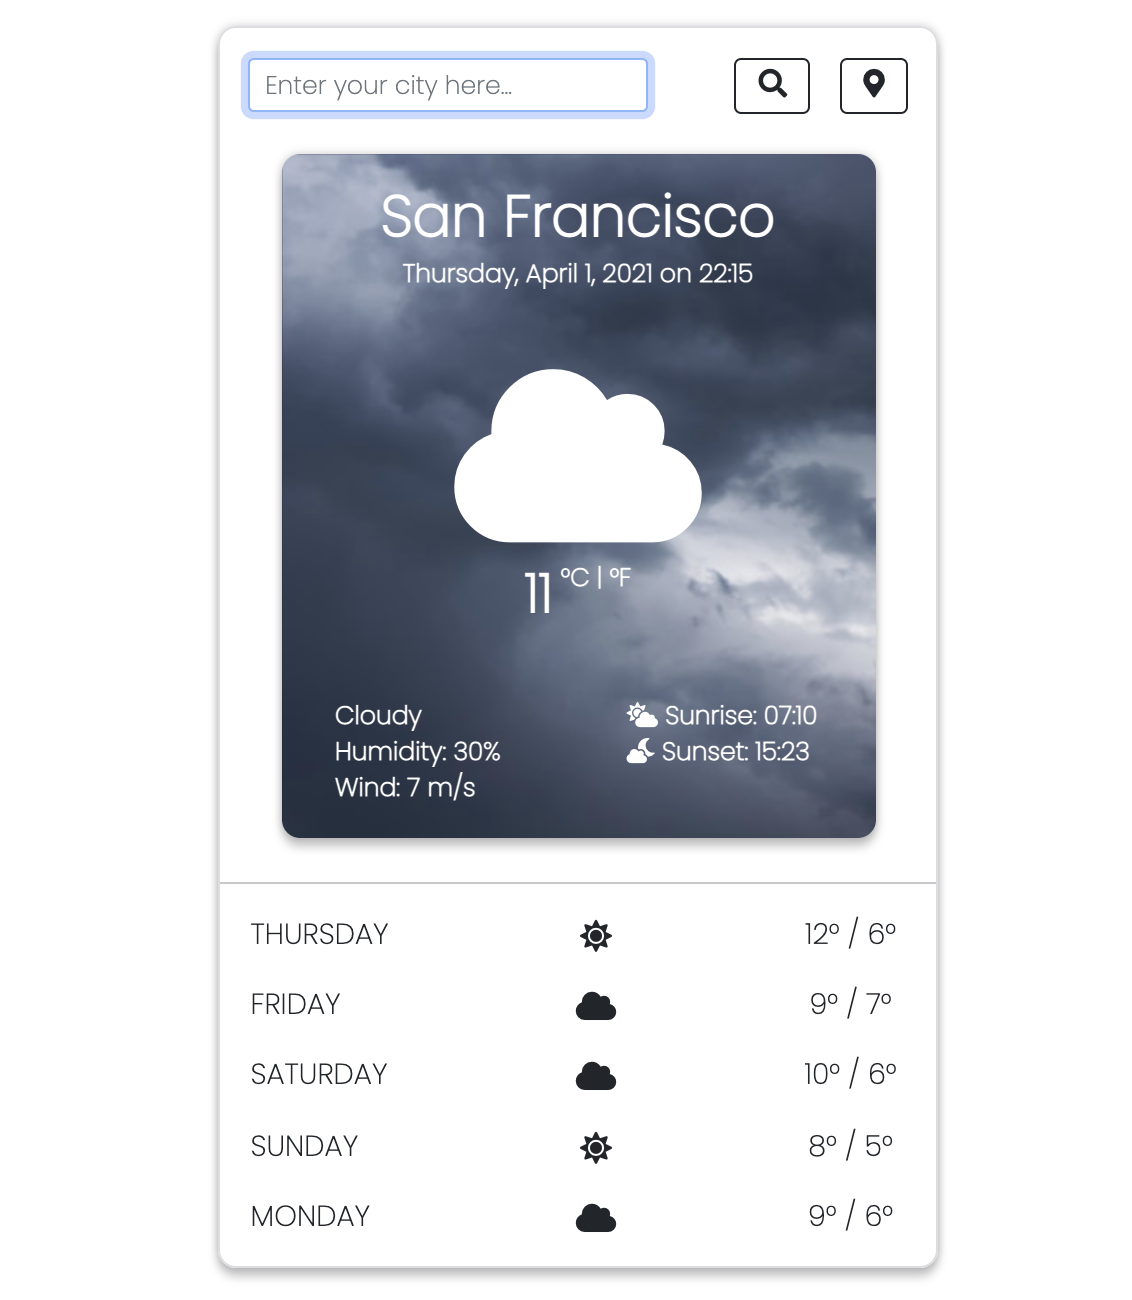 Enter your city here...
San Francisco
Thursday, April 1, 2021 on 22:15
11 °C | °F
Cloudy
Humidity: 30%
Wind: 7 m/s
Sunrise: 07:10
Sunset: 15:23
THURSDAY 12° / 6°
FRIDAY 9° / 7°
SATURDAY 10° / 6°
SUNDAY 8° / 5°
MONDAY 9° / 6°